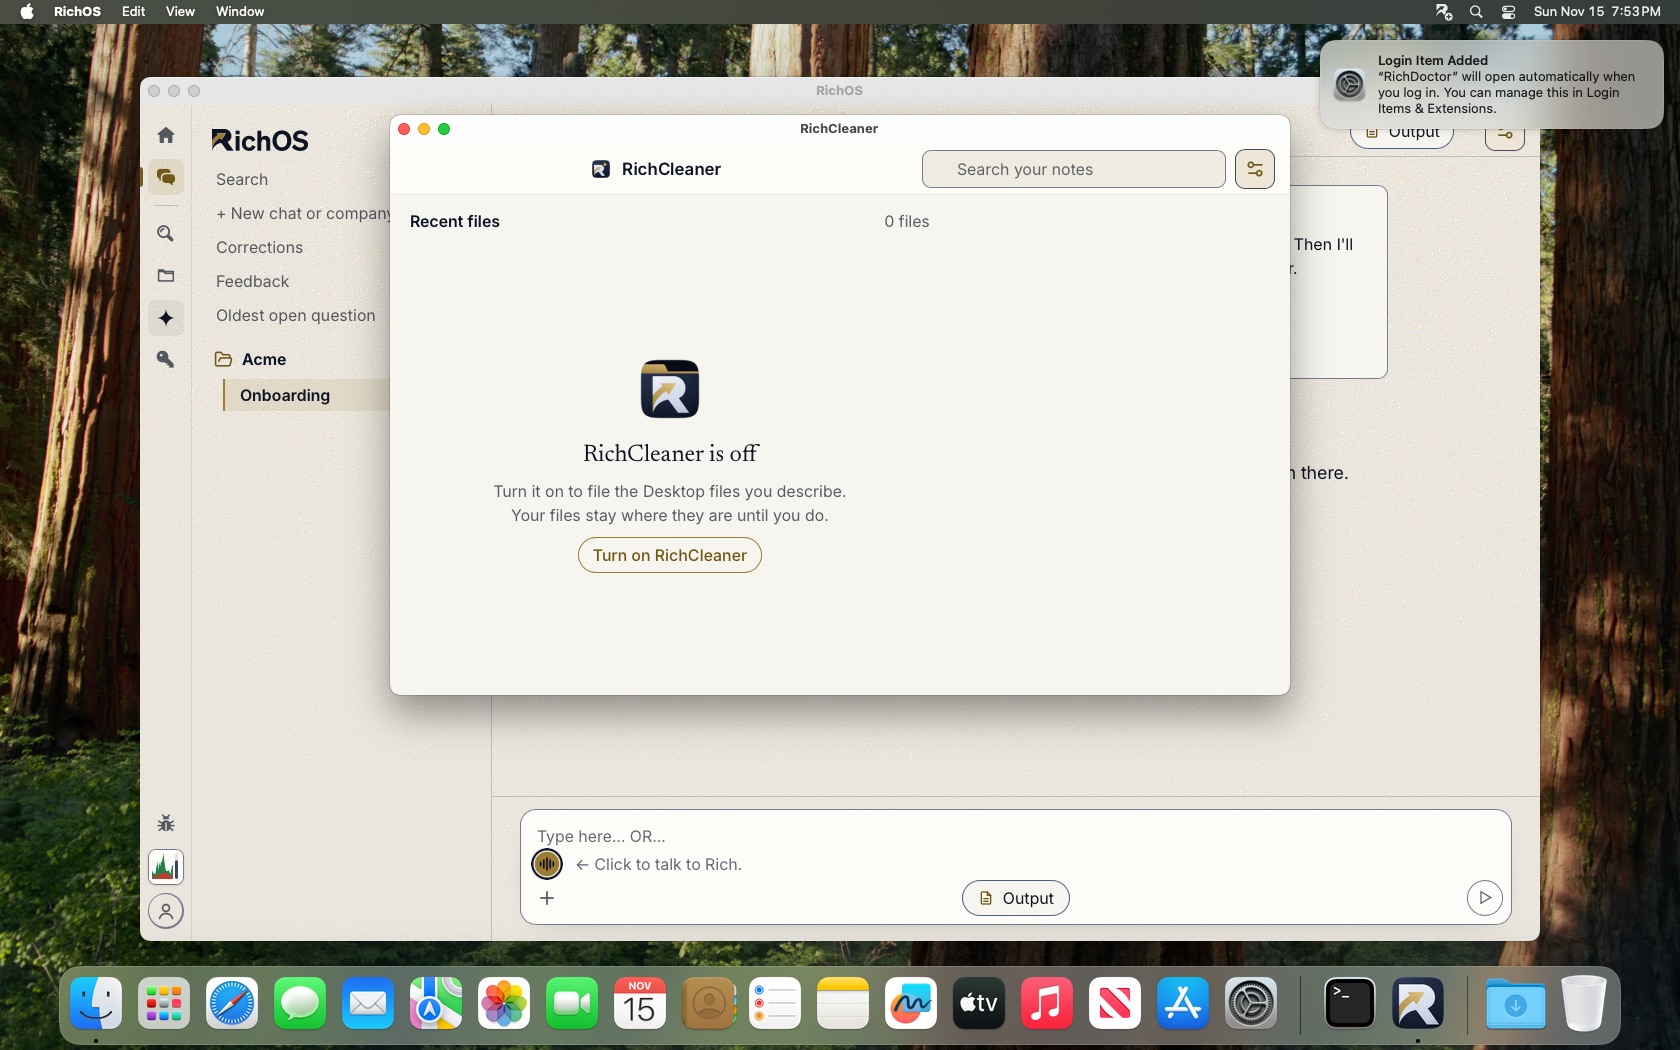 RichOS Edit View Window Sun Nov 15 7:53 PM
Login Item Added
“RichDoctor” will open automatically when
you log in. You can manage this in Login
Items & Extensions.
RichOS
Output
RichOS
Search
+ New chat or company
Corrections
Feedback
Oldest open question
Acme
Onboarding
RichCleaner
RichCleaner
Search your notes
Recent files
0 files
RichCleaner is off
Turn it on to file the Desktop files you describe.
Your files stay where they are until you do.
Turn on RichCleaner
Then I'll
there.
Type here... OR...
← Click to talk to Rich.
Output
NOV
15
tv